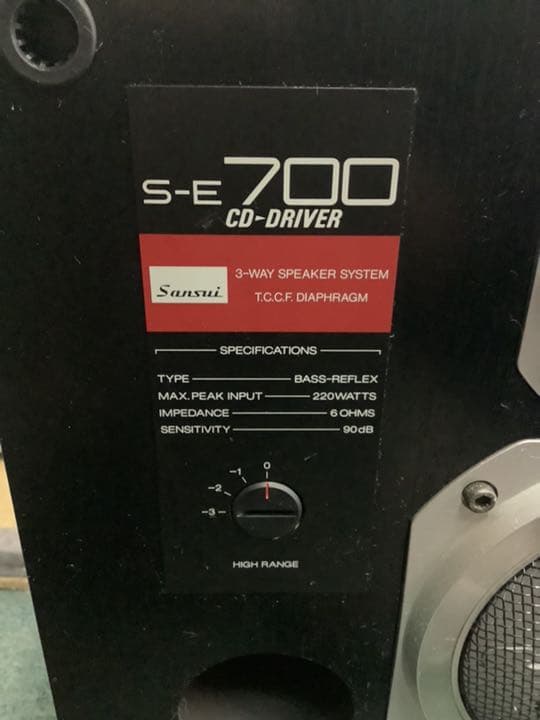 S-E 700
CD-DRIVER
Sansui
3-WAY SPEAKER SYSTEM
T.C.C.F. DIAPHRAGM
SPECIFICATIONS
TYPE BASS-REFLEX
MAX. PEAK INPUT 220WATTS
IMPEDANCE 6 OHMS
SENSITIVITY 90dB
0
-1
-2
-3
HIGH RANGE